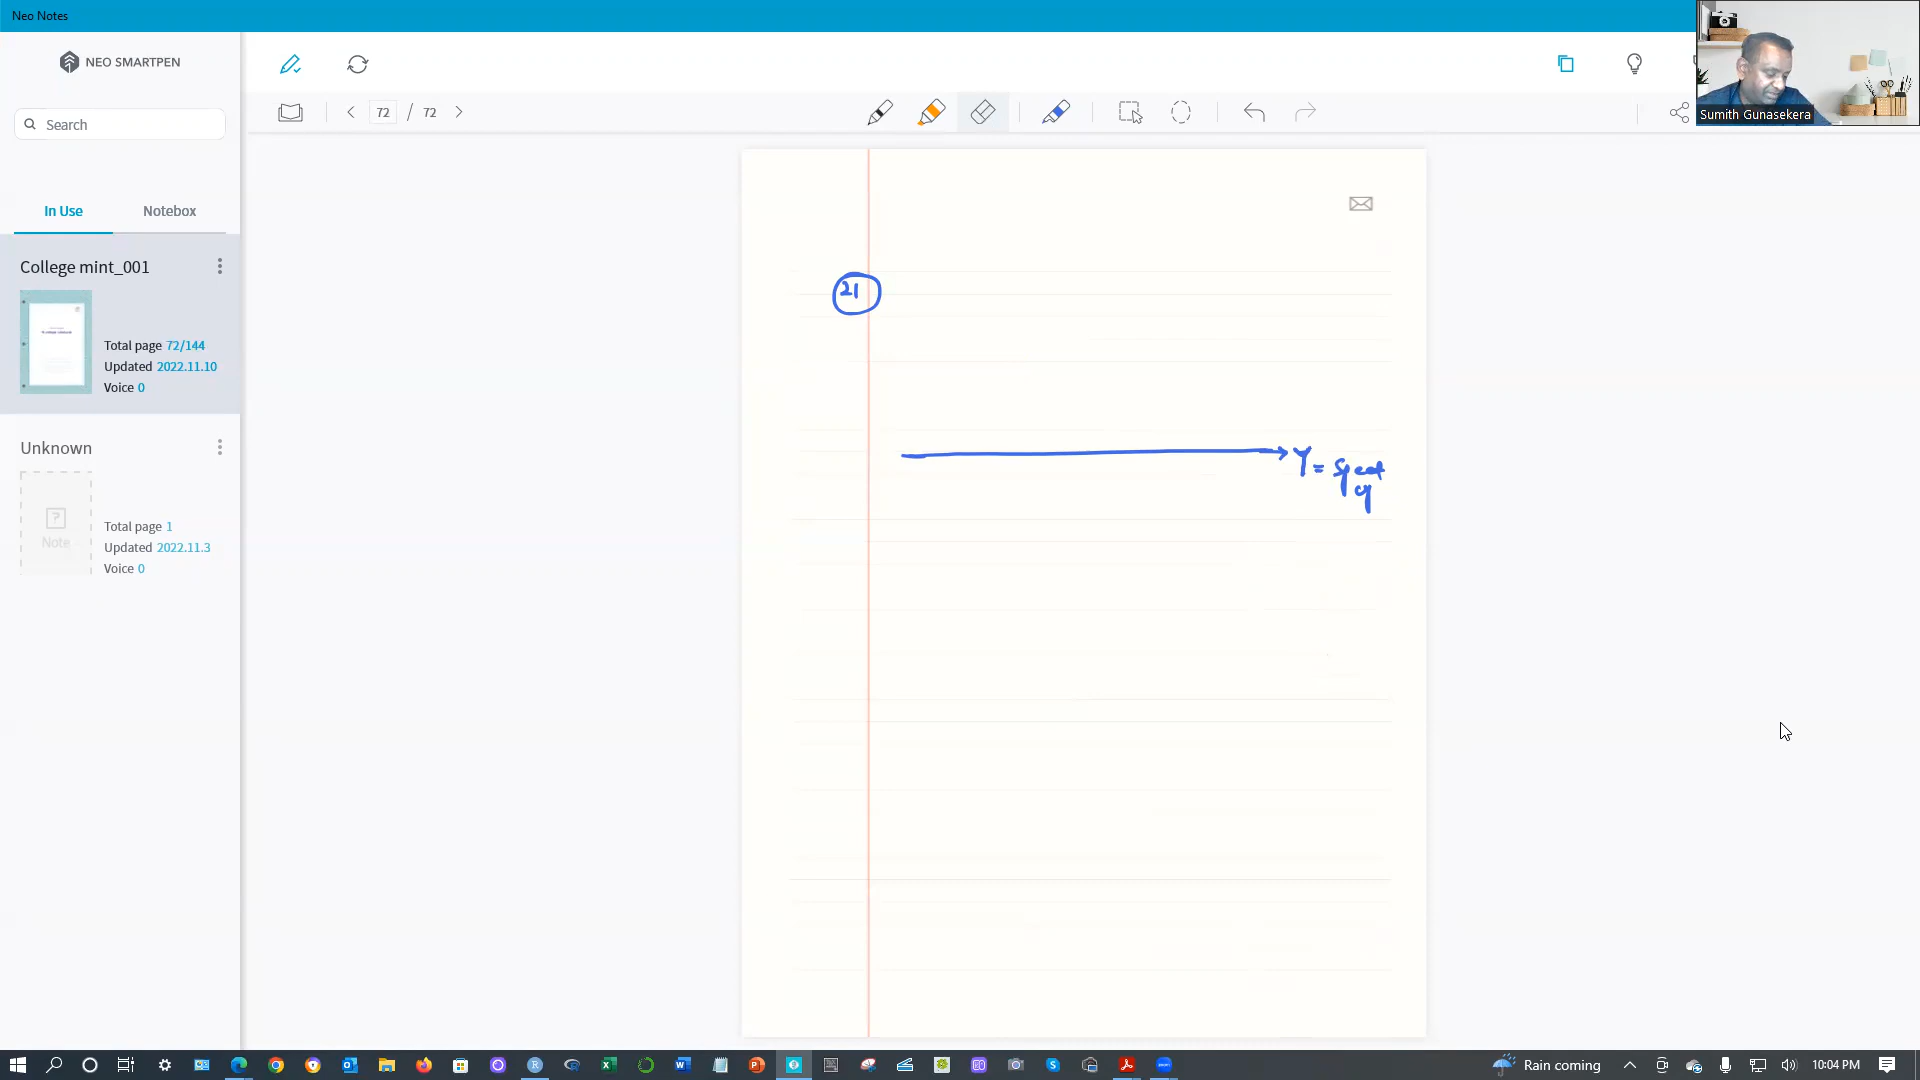 Neo Notes
NEO SMARTPEN
Search
In Use
Notebox
College mint_001
Total page 72/144
Updated 2022.11.10
Voice 0
Unknown
Note
Total page 1
Updated 2022.11.3
Voice 0
72 / 72
Sumith Gunasekera
21
Y =
of
Rain coming
10:04 PM